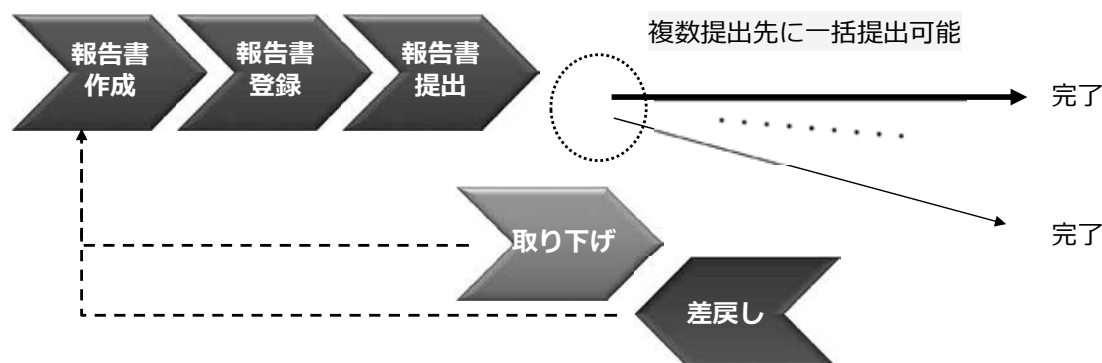 報告書
作成
報告書
登録
報告書
提出
複数提出先に一括提出可能
完了
完了
取り下げ
差戻し